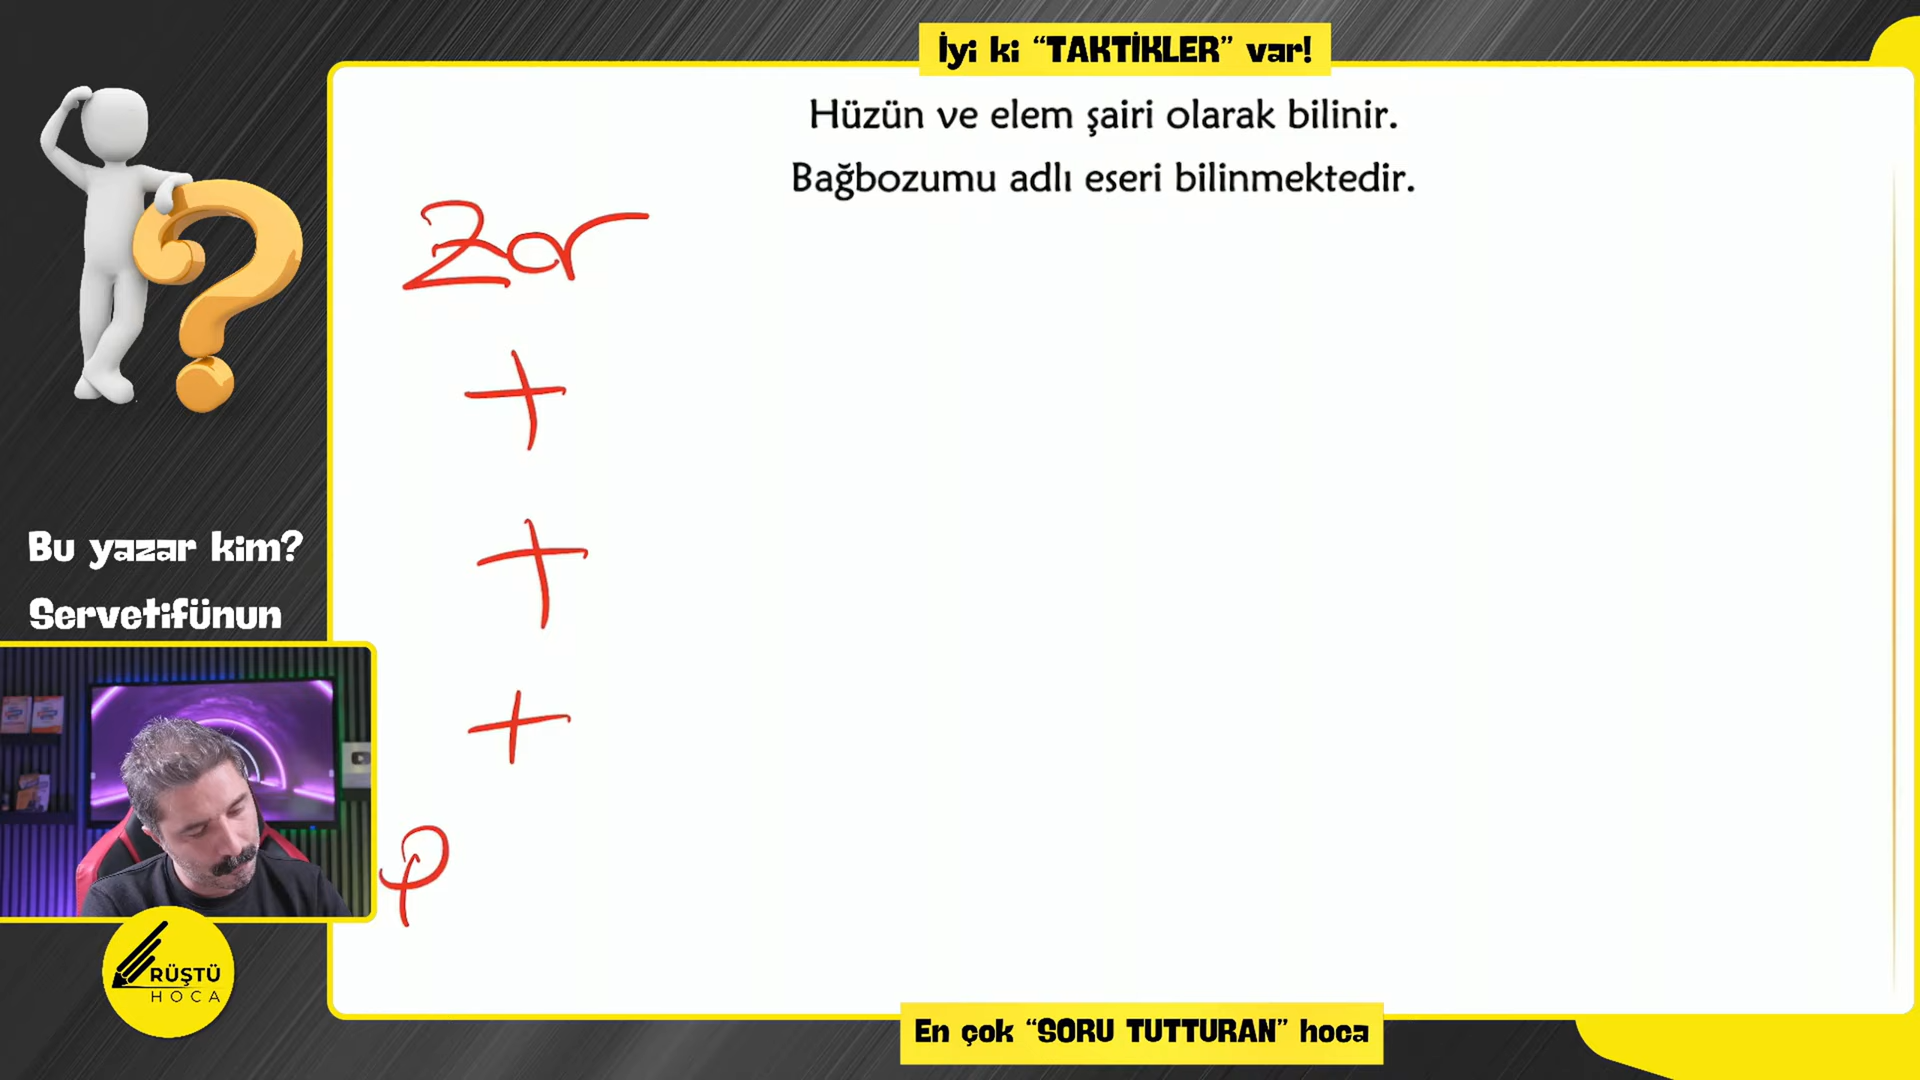 İyi ki “TAKTİKLER” var!
Hüzün ve elem şairi olarak bilinir.
Bağbozumu adlı eseri bilinmektedir.
Zor
+
+
+
P
Bu yazar kim?
Servetifünun
RÜŞTÜ
HOCA
En çok “SORU TUTTURAN” hoca